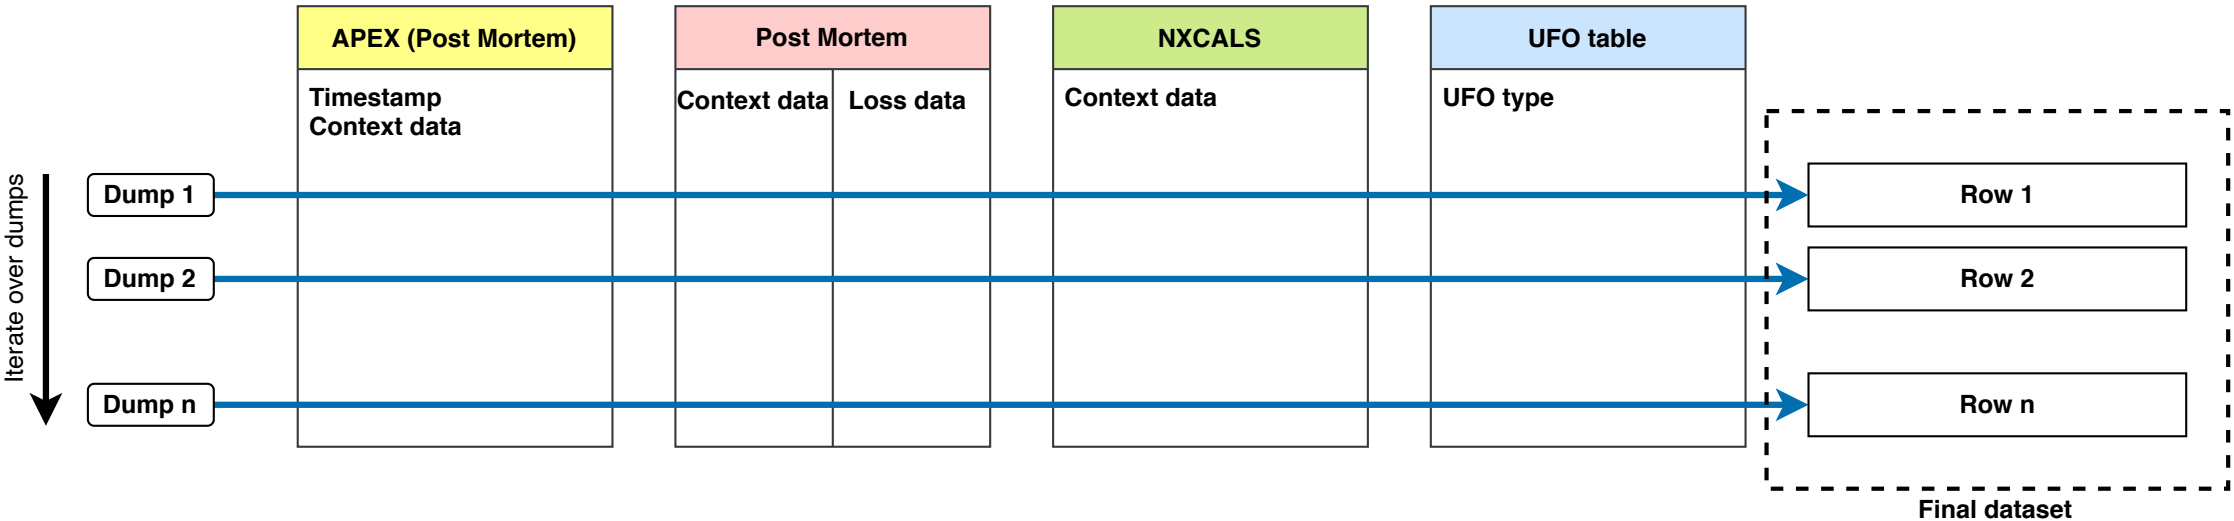 APEX (Post Mortem)
Post Mortem
NXCALS
UFO table
Timestamp
Context data
Context data
Loss data
Context data
UFO type
Iterate over dumps
Dump 1
Row 1
Dump 2
Row 2
Dump n
Row n
Final dataset